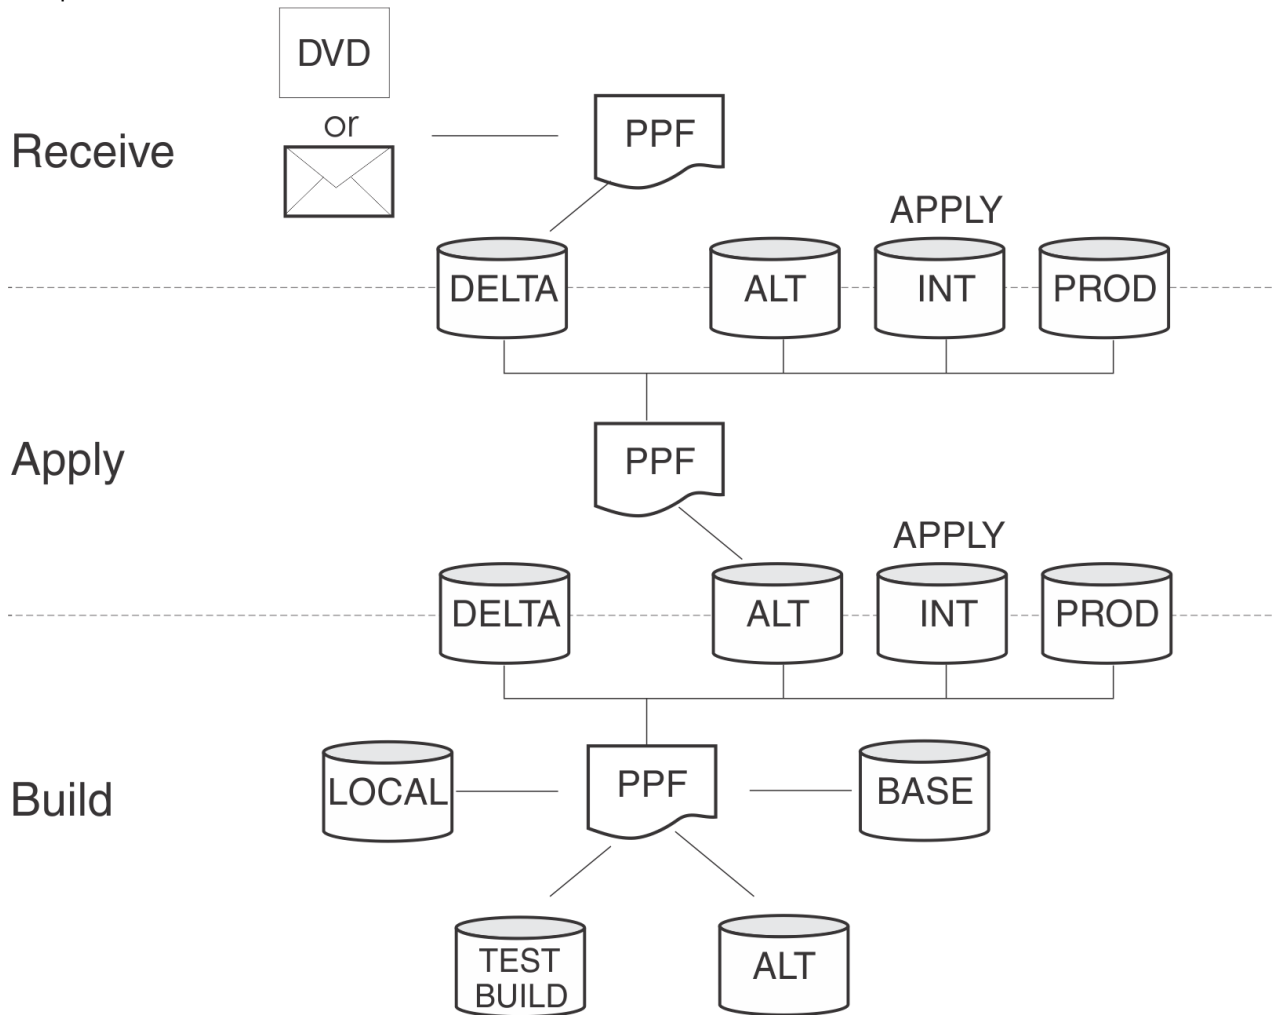 DVD
or
Receive
PPF
APPLY
DELTA
ALT
INT
PROD
Apply
PPF
APPLY
DELTA
ALT
INT
PROD
Build
LOCAL
PPF
BASE
TEST
BUILD
ALT